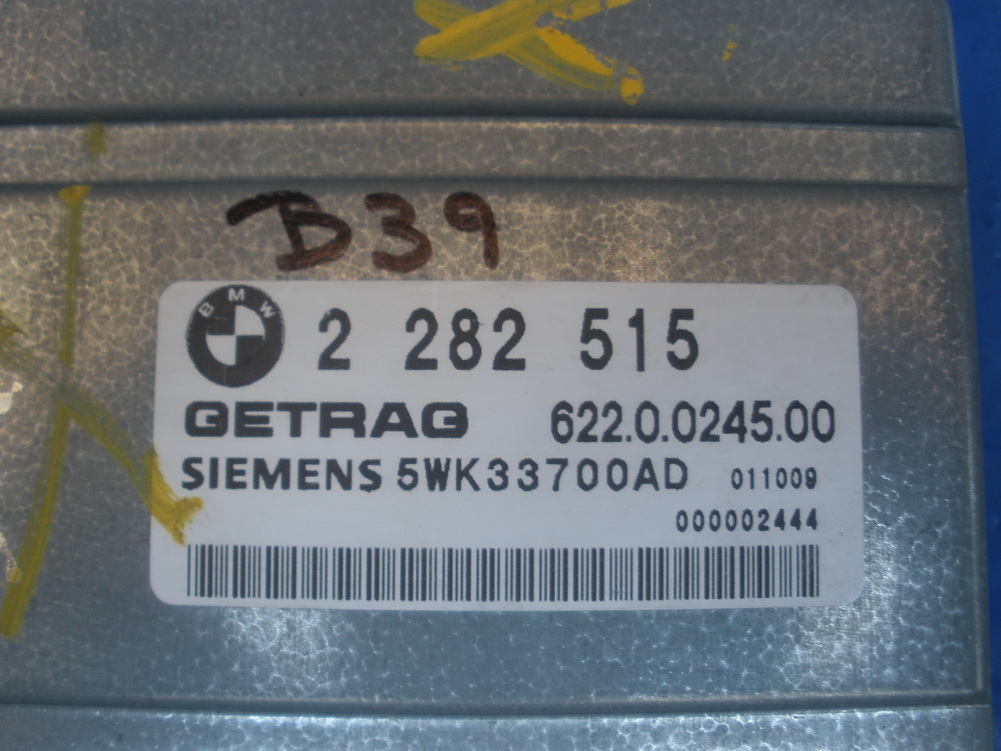 B39
BMW 2 282 515
GETRAG 622.0.0245.00
SIEMENS 5WK33700AD 011009
000002444